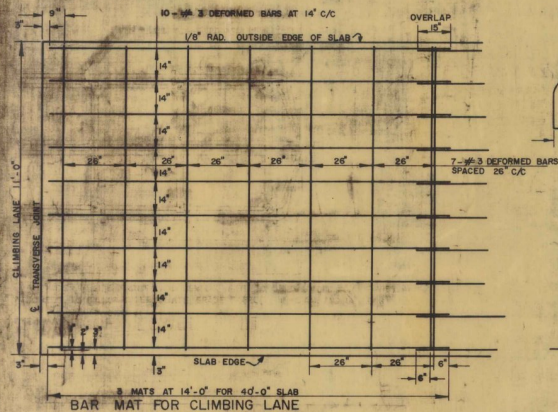 10 - # 3 DEFORMED BARS AT 14" C/C
OVERLAP
15"
9"
3"
1/8" RAD. OUTSIDE EDGE OF SLAB
14"
14"
14"
26" 26" 26" 26" 26" 26"
7 - # 3 DEFORMED BARS
SPACED 26" C/C
14"
14"
14"
14"
14"
14"
CLIMBING LANE 11'-0"
℄ TRANSVERSE JOINT
3"
3"
SLAB EDGE
3"
3"
26" 26"
6" 6"
3 MATS AT 14'-0" FOR 40'-0" SLAB
BAR MAT FOR CLIMBING LANE